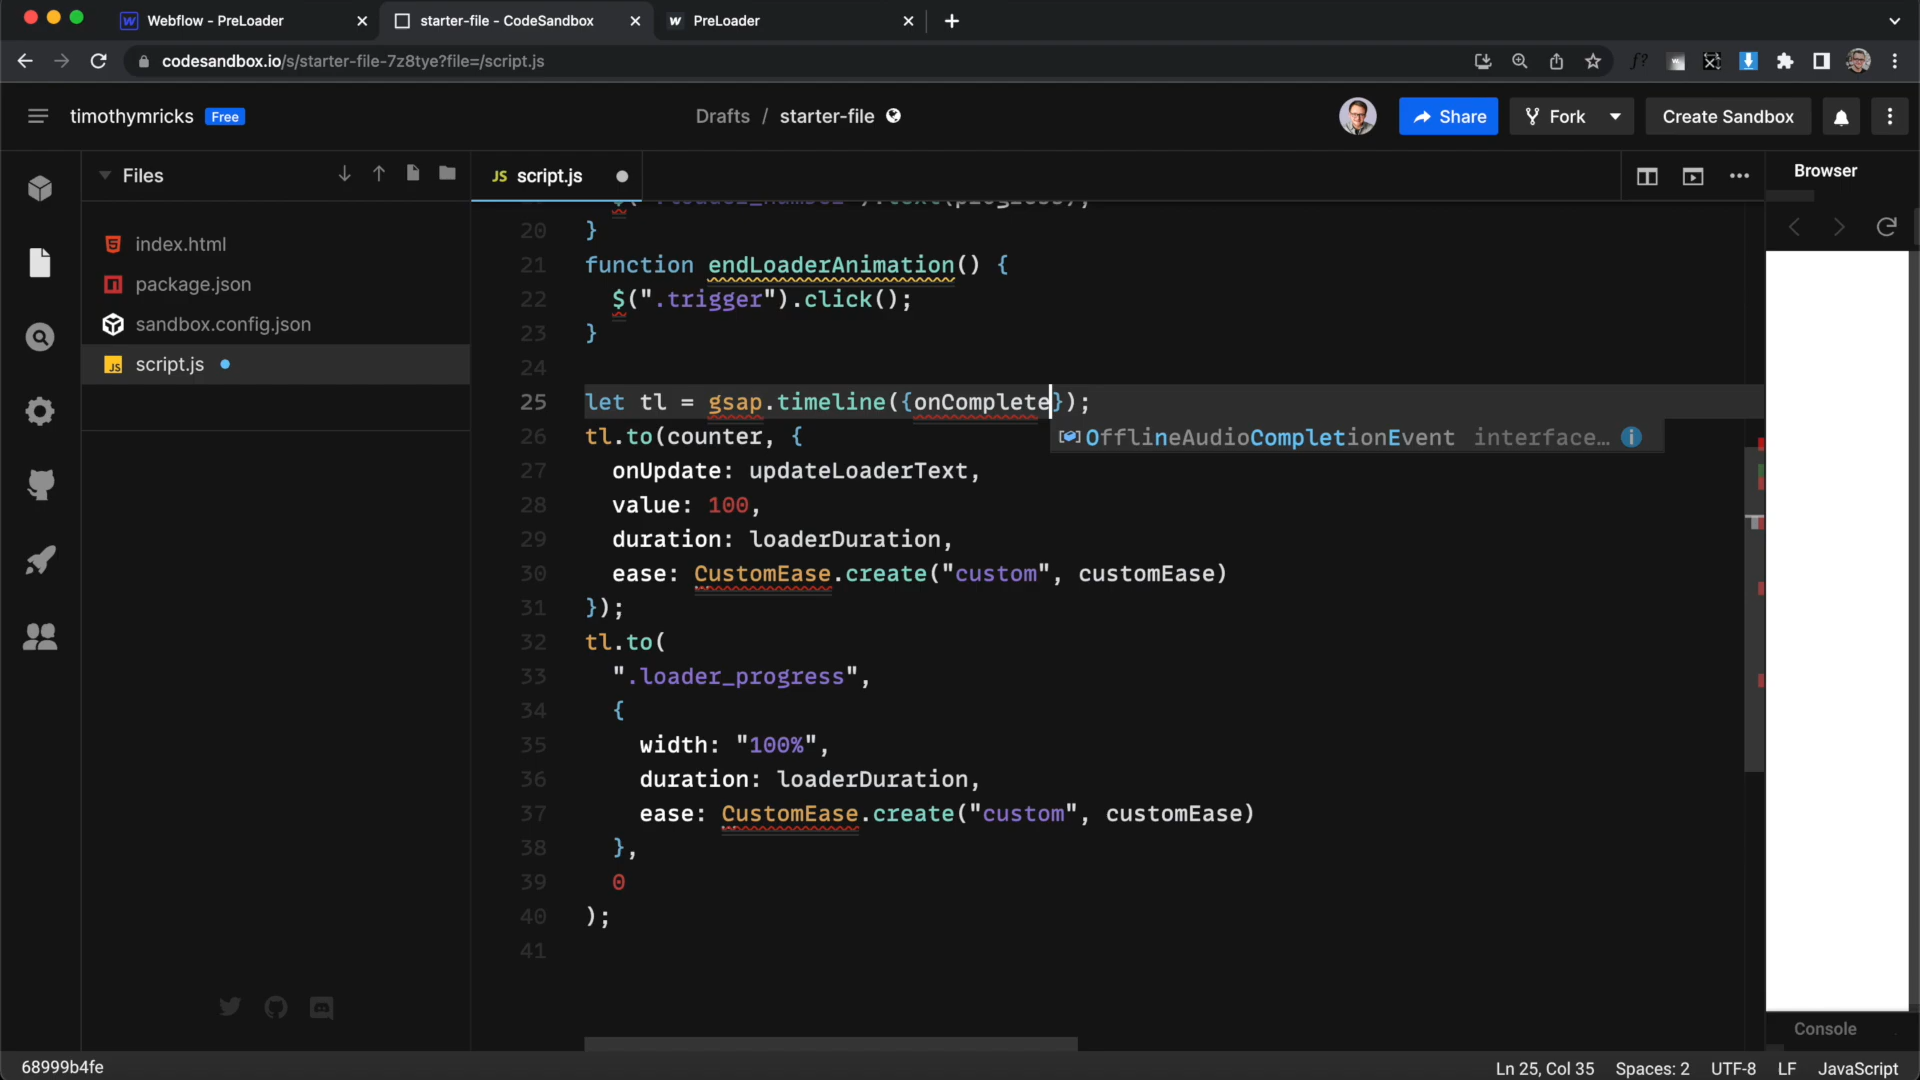 Webflow - PreLoader
starter-file - CodeSandbox
PreLoader
codesandbox.io/s/starter-file-7z8tye?file=/script.js
timothymricks Free
Drafts / starter-file
Share
Fork
Create Sandbox
Files
JS script.js
Browser
index.html
package.json
sandbox.config.json
script.js
20 }
21 function endLoaderAnimation() {
22 $(".trigger").click();
23 }
24
25 let tl = gsap.timeline({onComplete});
26 tl.to(counter, {
OfflineAudioCompletionEvent interface…
27 onUpdate: updateLoaderText,
28 value: 100,
29 duration: loaderDuration,
30 ease: CustomEase.create("custom", customEase)
31 });
32 tl.to(
33 ".loader_progress",
34 {
35 width: "100%",
36 duration: loaderDuration,
37 ease: CustomEase.create("custom", customEase)
38 },
39 0
40 );
41
Console
68999b4fe
Ln 25, Col 35 Spaces: 2 UTF-8 LF JavaScript